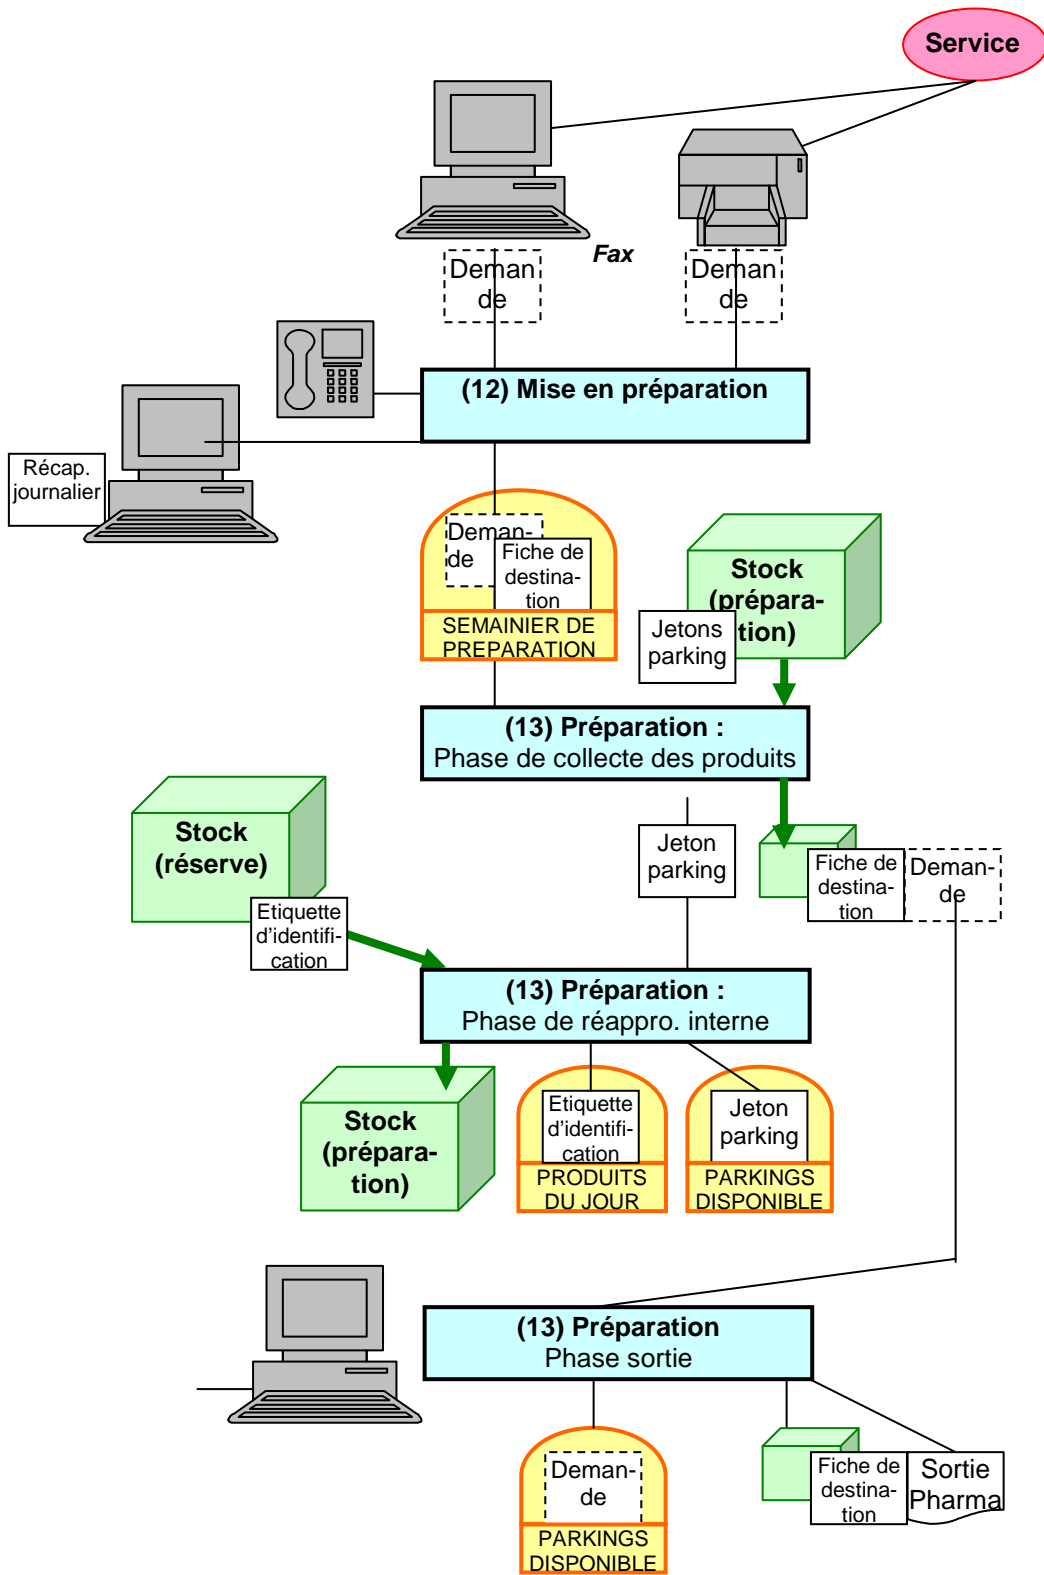 Service
Fax
Deman
de
Deman
de
(12) Mise en préparation
Récap.
journalier
Deman-
de
Fiche de
destina-
tion
SEMAINIER DE
PREPARATION
Stock
(prépara-
tion)
Jetons
parking
(13) Préparation :
Phase de collecte des produits
Stock
(réserve)
Etiquette
d'identifi-
cation
Jeton
parking
Fiche de
destina-
tion
Deman-
de
(13) Préparation :
Phase de réappro. interne
Stock
(prépara-
tion)
Etiquette
d'identifi-
cation
PRODUITS
DU JOUR
Jeton
parking
PARKINGS
DISPONIBLE
(13) Préparation
Phase sortie
Deman-
de
PARKINGS
DISPONIBLE
Fiche de
destina-
tion
Sortie
Pharma